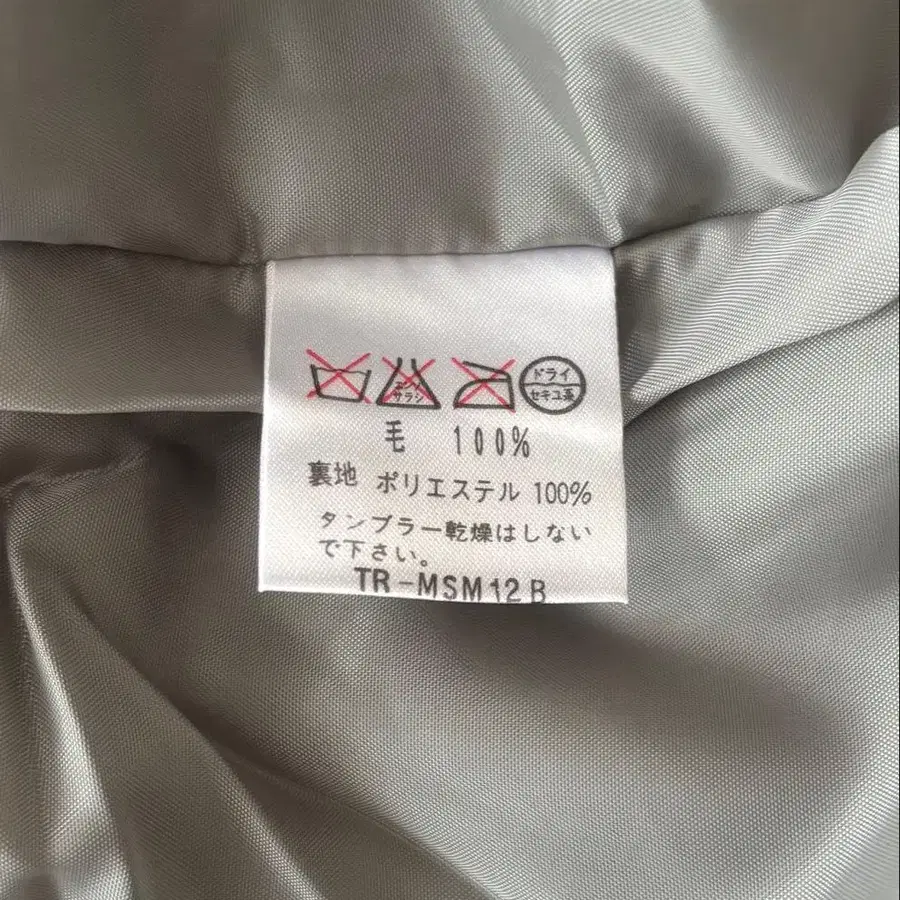 エンソ
サラシ
ドライ
セキユ系
毛 100%
裏地 ポリエステル 100%
タンブラー乾燥はしない
で下さい。
TR-MSM12B